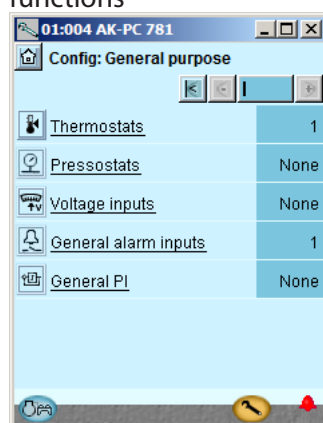 functions
01:004 AK-PC 781
Config: General purpose
Thermostats 1
Pressostats None
Voltage inputs None
General alarm inputs 1
General PI None